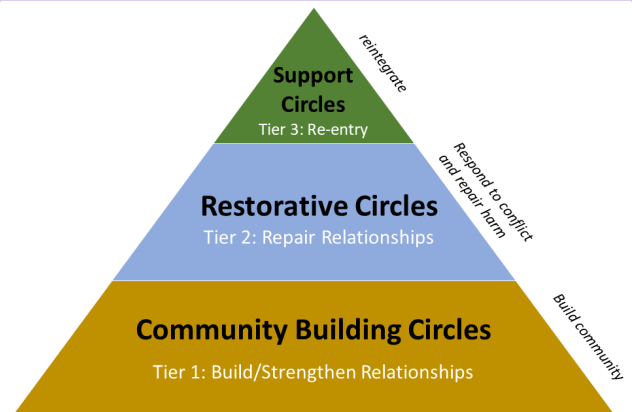 reintegrate
Support
Circles
Tier 3: Re-entry
Respond to conflict
and repair harm
Restorative Circles
Tier 2: Repair Relationships
Build community
Community Building Circles
Tier 1: Build/Strengthen Relationships